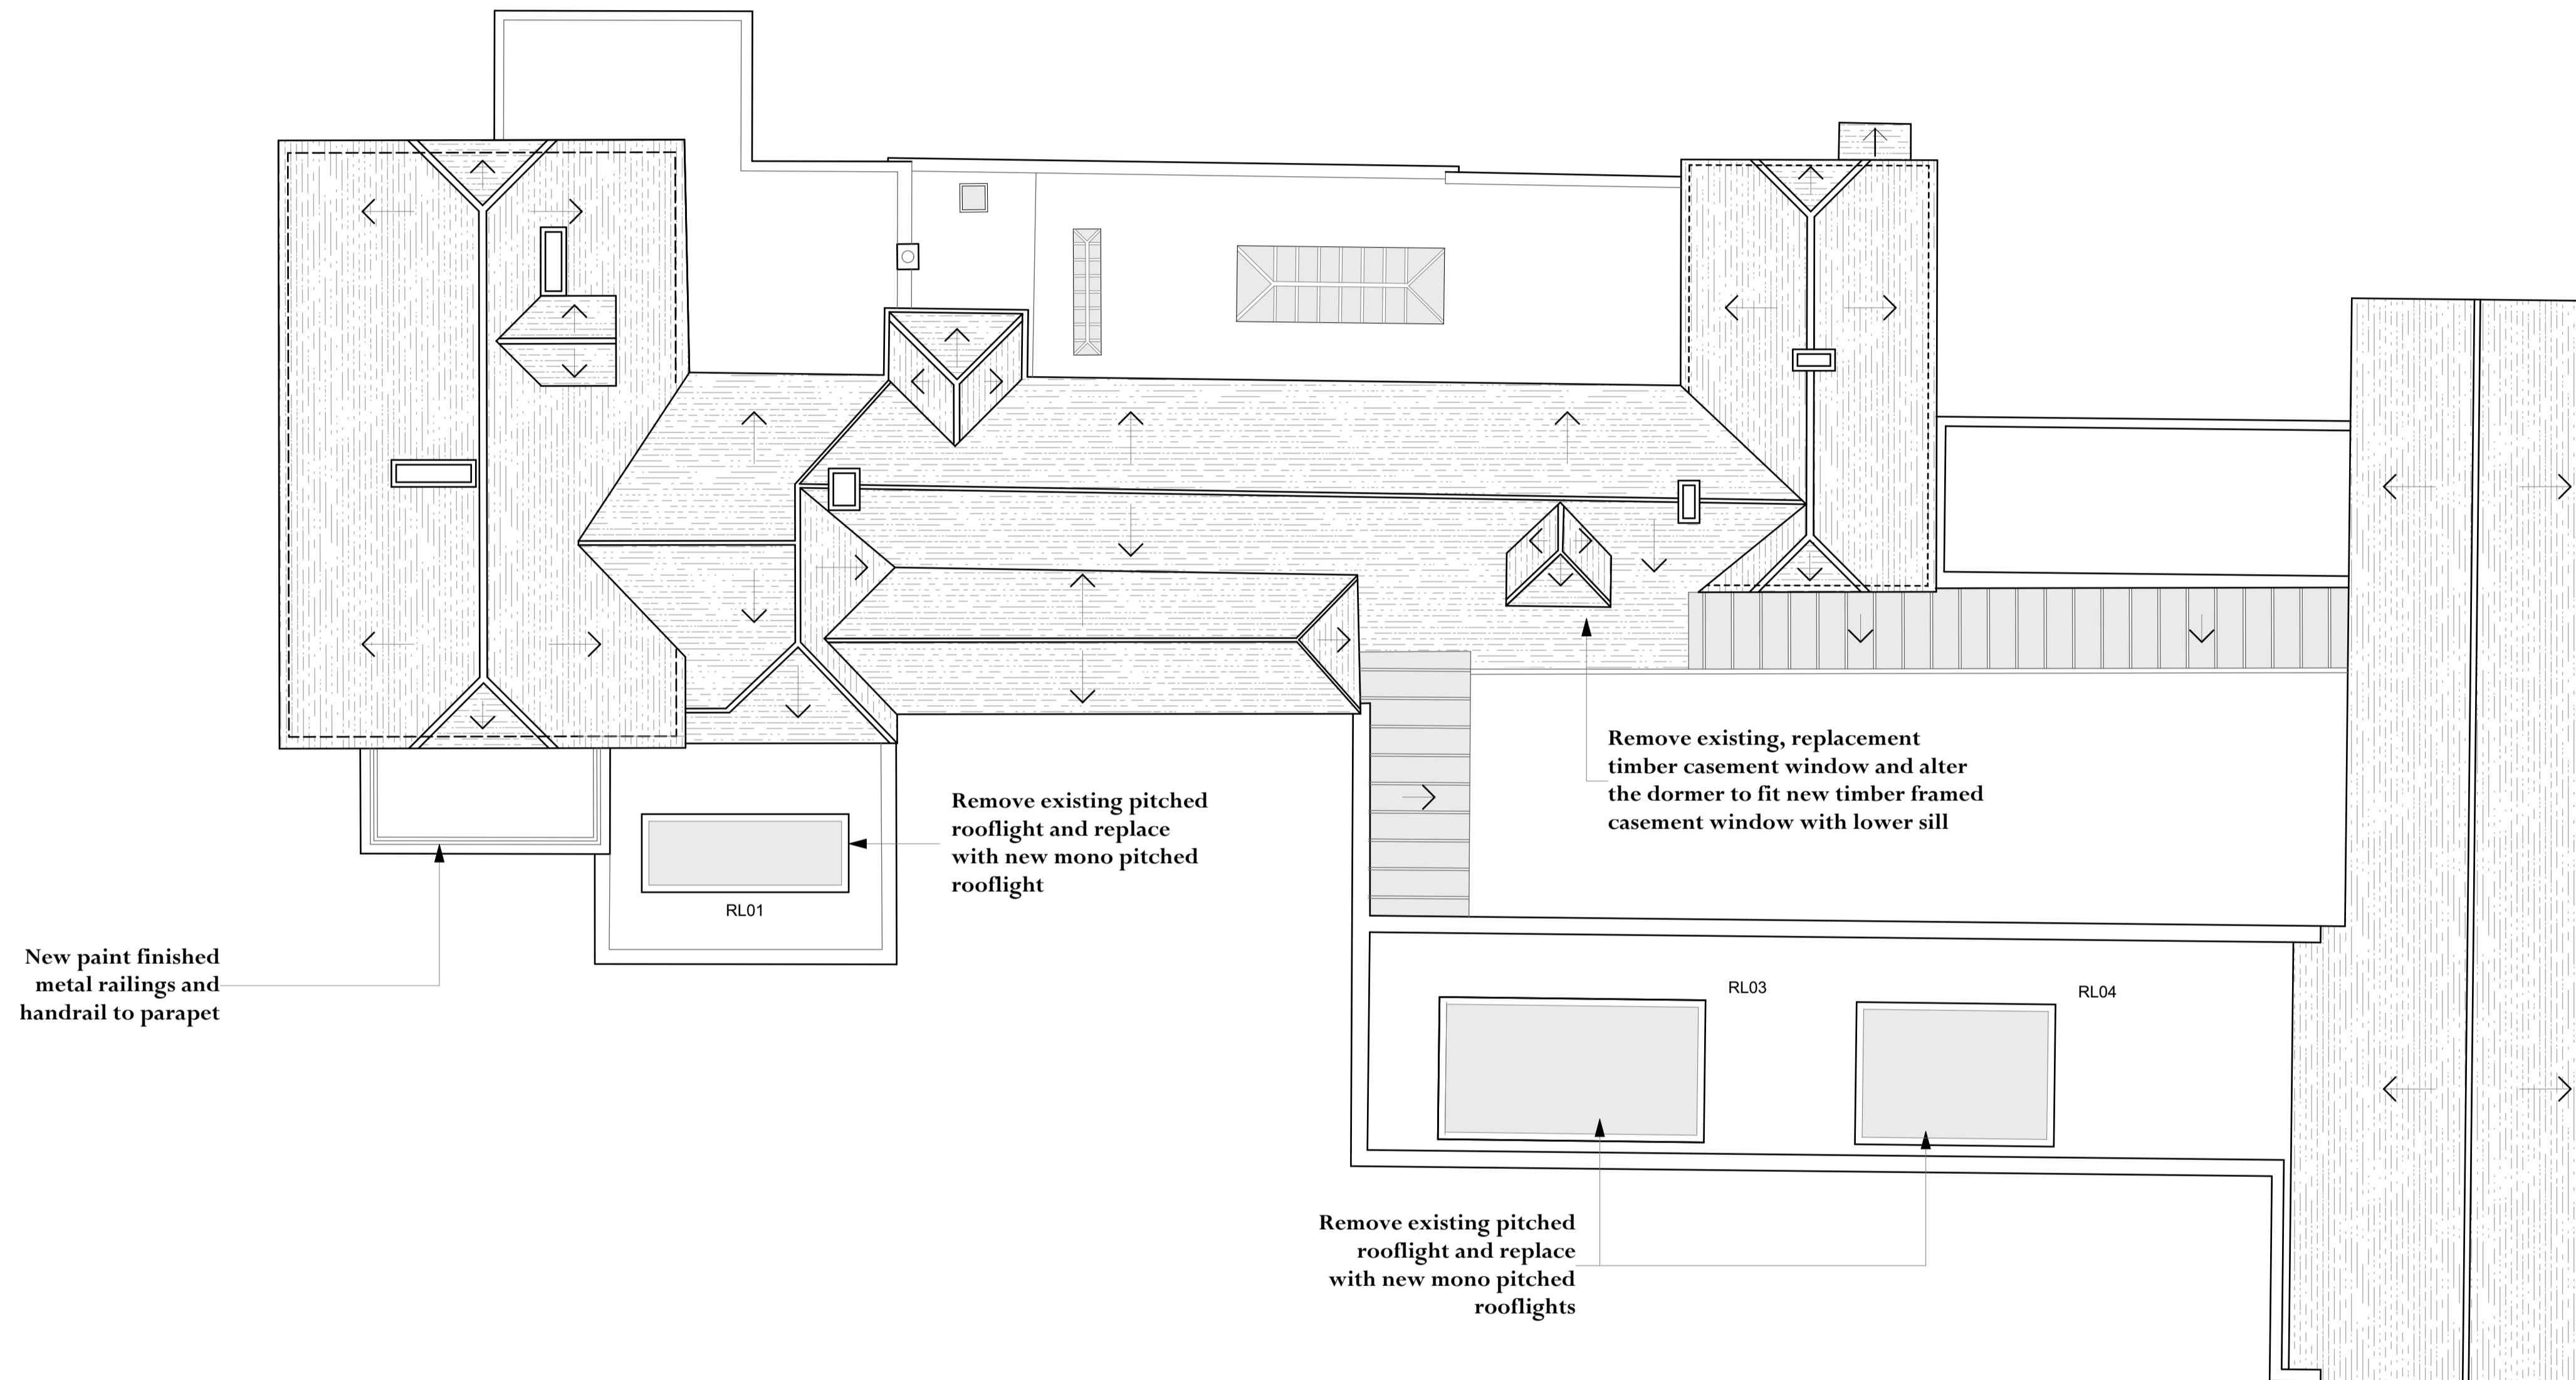 Remove existing, replacement
timber casement window and alter
the dormer to fit new timber framed
casement window with lower sill
Remove existing pitched
rooflight and replace
with new mono pitched
rooflight
RL01
New paint finished
metal railings and
handrail to parapet
RL03
RL04
Remove existing pitched
rooflight and replace
with new mono pitched
rooflights